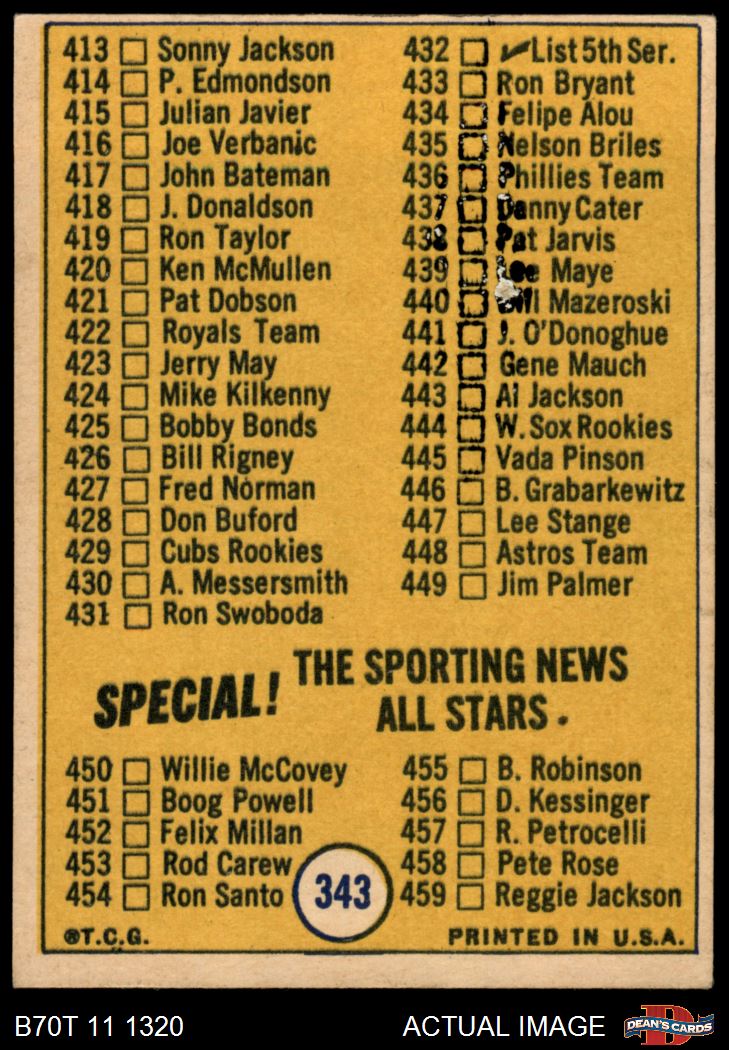 413 Sonny Jackson
414 P. Edmondson
415 Julian Javier
416 Joe Verbanic
417 John Bateman
418 J. Donaldson
419 Ron Taylor
420 Ken McMullen
421 Pat Dobson
422 Royals Team
423 Jerry May
424 Mike Kilkenny
425 Bobby Bonds
426 Bill Rigney
427 Fred Norman
428 Don Buford
429 Cubs Rookies
430 A. Messersmith
431 Ron Swoboda
432 List 5th Ser.
433 Ron Bryant
434 Felipe Alou
435 Nelson Briles
436 Phillies Team
437 Danny Cater
438 Pat Jarvis
439 Lee Maye
440 Bill Mazeroski
441 J. O'Donoghue
442 Gene Mauch
443 Al Jackson
444 W. Sox Rookies
445 Vada Pinson
446 B. Grabarkewitz
447 Lee Stange
448 Astros Team
449 Jim Palmer
SPECIAL! THE SPORTING NEWS
ALL STARS.
450 Willie McCovey
451 Boog Powell
452 Felix Millan
453 Rod Carew
454 Ron Santo
455 B. Robinson
456 D. Kessinger
457 R. Petrocelli
458 Pete Rose
459 Reggie Jackson
343
®T.C.G. PRINTED IN U.S.A.
B70T 11 1320 ACTUAL IMAGE D DEAN'S CARDS